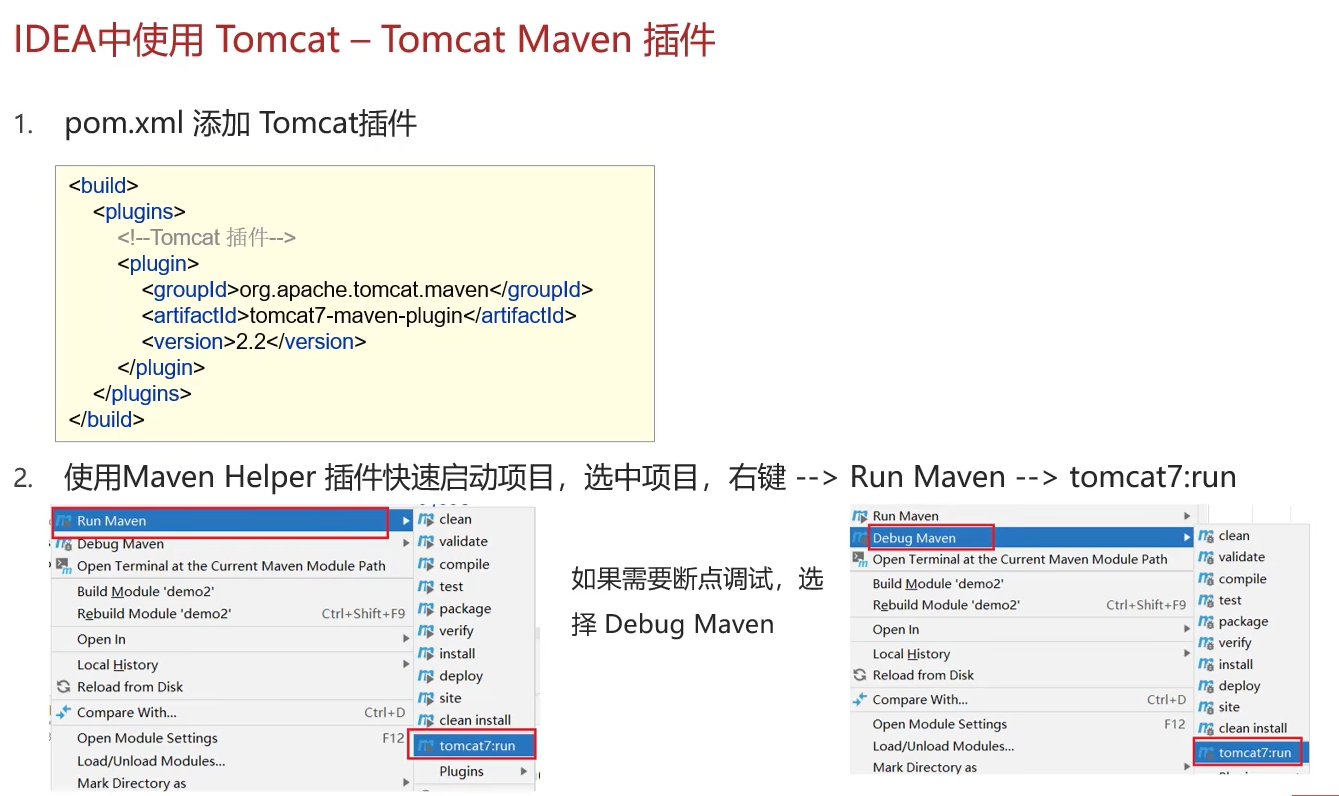 IDEA中使用 Tomcat – Tomcat Maven 插件
1. pom.xml 添加 Tomcat插件
<build>
<plugins>
<!--Tomcat 插件-->
<plugin>
<groupId>org.apache.tomcat.maven</groupId>
<artifactId>tomcat7-maven-plugin</artifactId>
<version>2.2</version>
</plugin>
</plugins>
</build>
2. 使用Maven Helper 插件快速启动项目，选中项目，右键 --> Run Maven --> tomcat7:run
Run Maven
Debug Maven
Open Terminal at the Current Maven Module Path
Build Module 'demo2'
Rebuild Module 'demo2' Ctrl+Shift+F9
Open In
Local History
Reload from Disk
Compare With... Ctrl+D
Open Module Settings F12
Load/Unload Modules...
Mark Directory as
clean
validate
compile
test
package
verify
install
deploy
site
clean install
tomcat7:run
Plugins
如果需要断点调试，选
择 Debug Maven
Run Maven
Debug Maven
Open Terminal at the Current Maven Module Path
Build Module 'demo2'
Rebuild Module 'demo2' Ctrl+Shift+F9
Open In
Local History
Reload from Disk
Compare With... Ctrl+D
Open Module Settings F12
Load/Unload Modules...
Mark Directory as
clean
validate
compile
test
package
verify
install
deploy
site
clean install
tomcat7:run